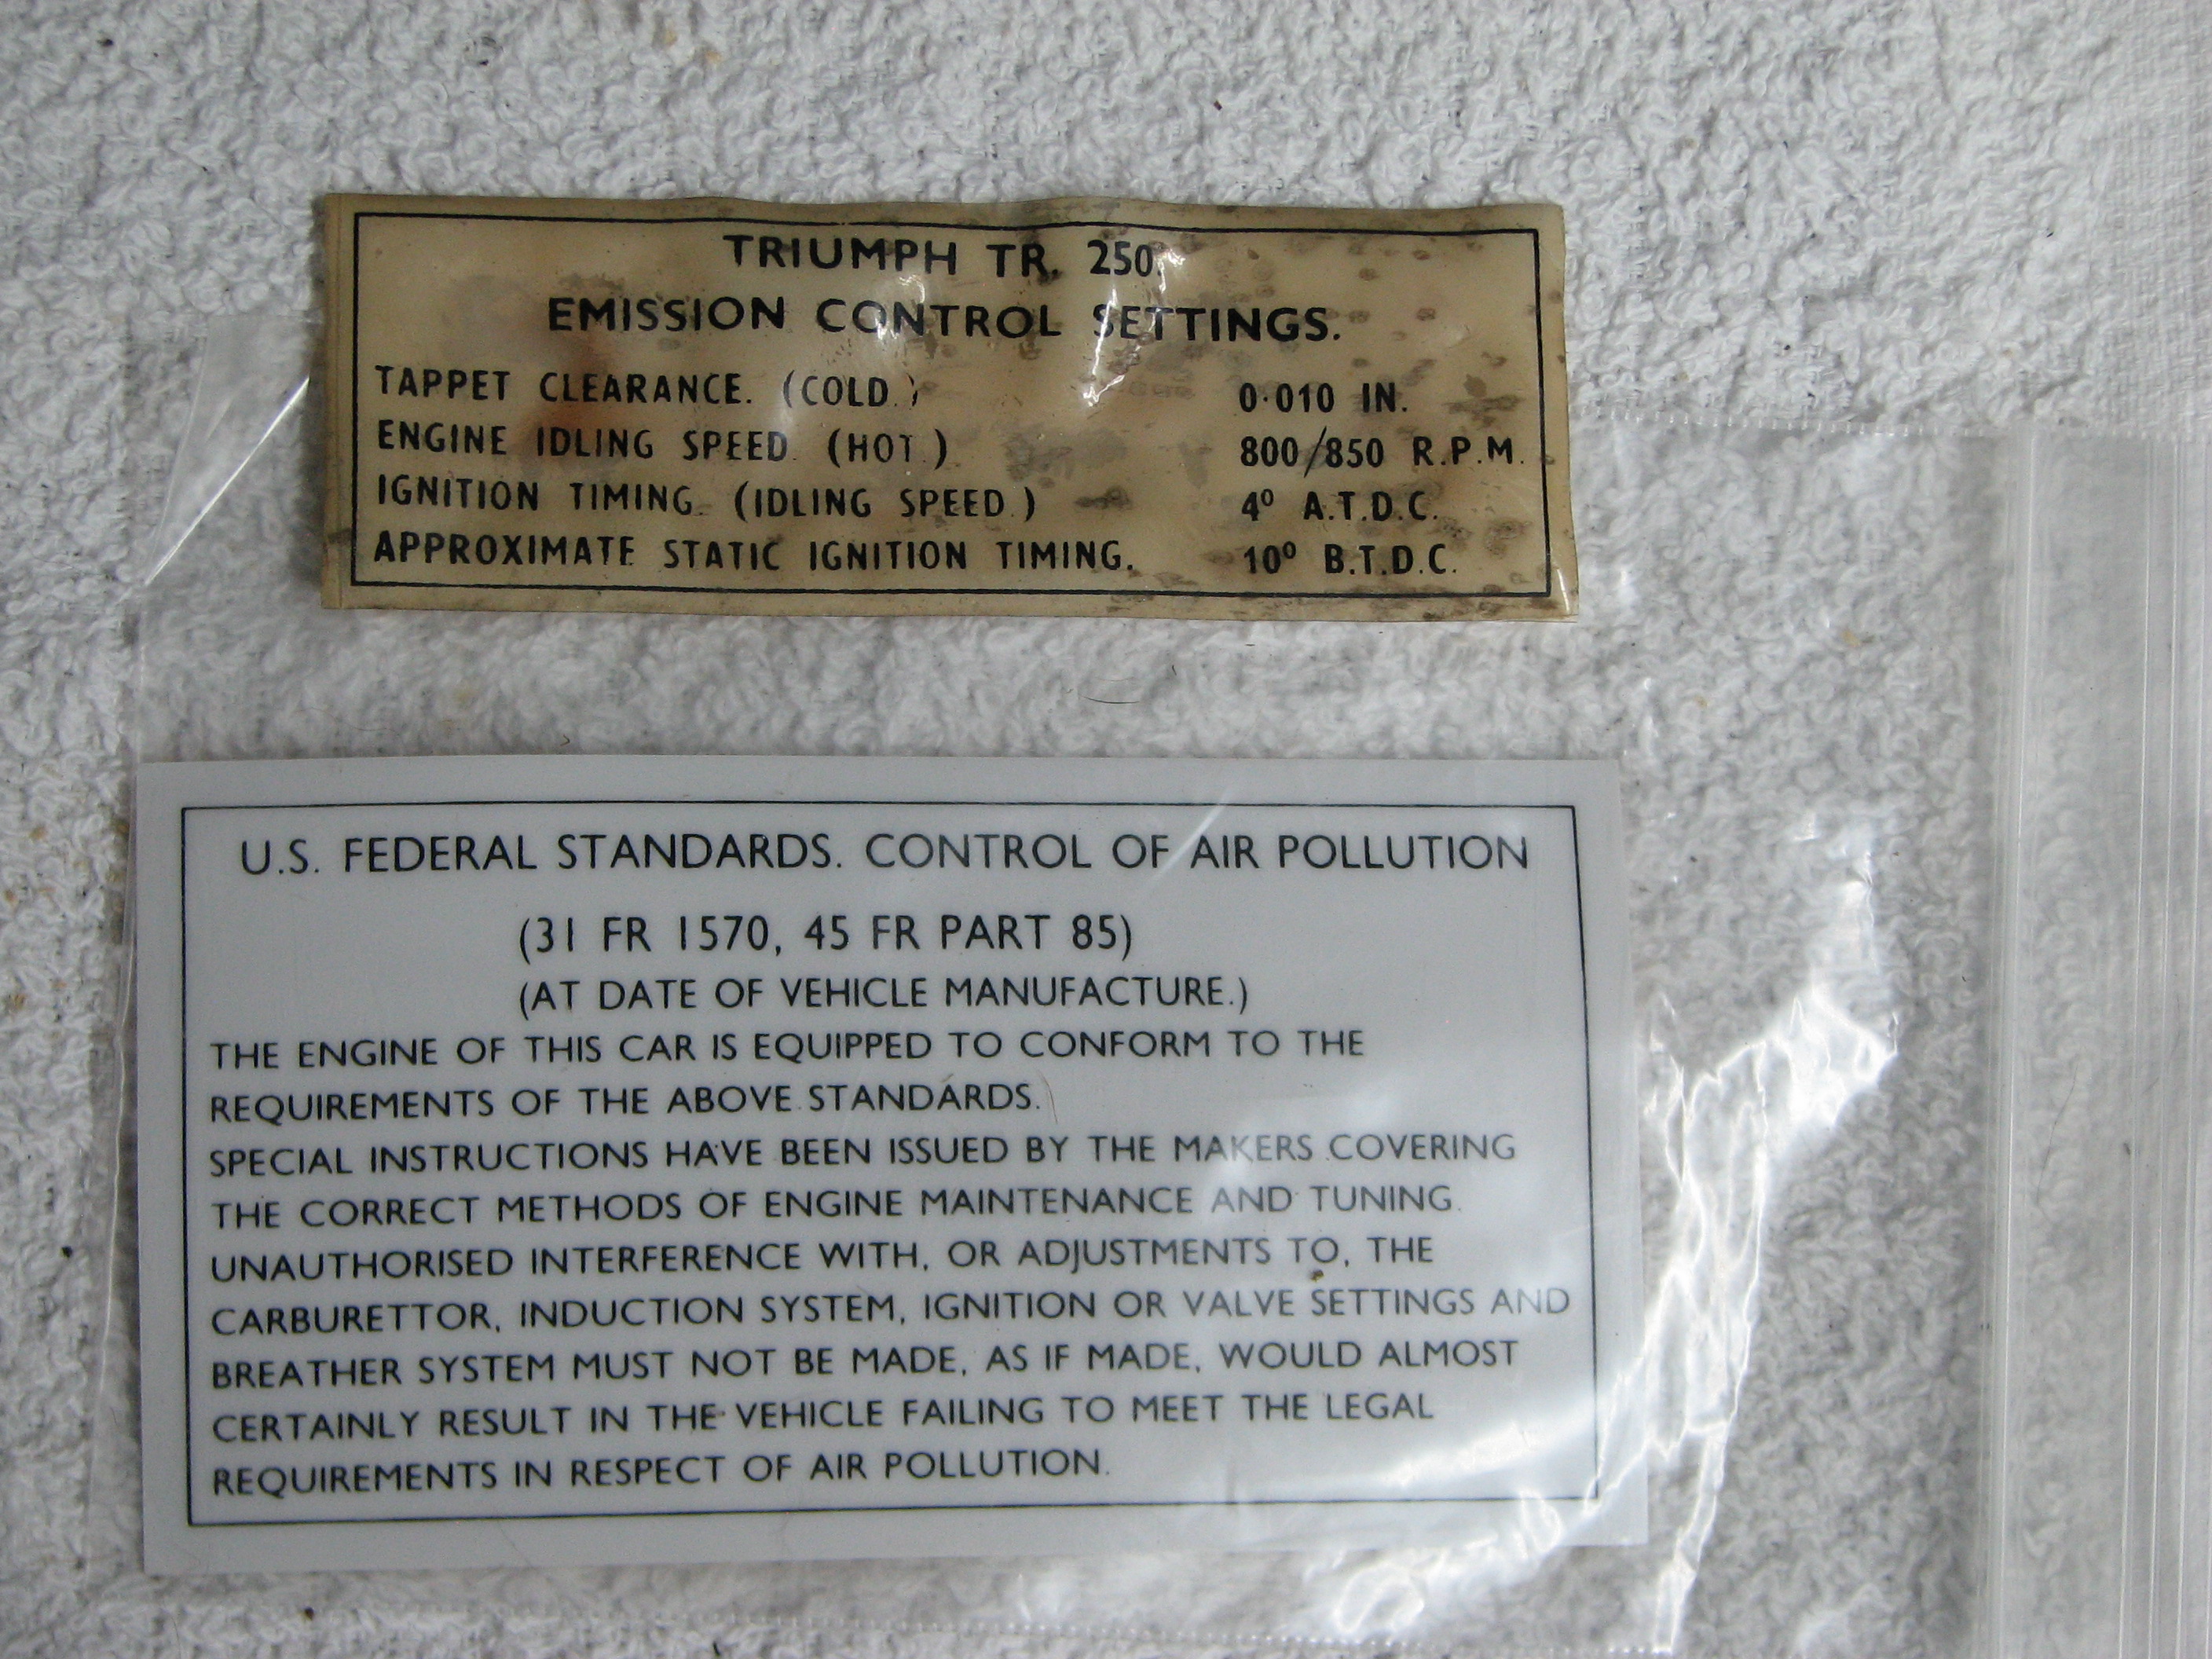 TRIUMPH TR. 250.
EMISSION CONTROL SETTINGS.
TAPPET CLEARANCE. (COLD.) 0·010 IN.
ENGINE IDLING SPEED. (HOT.) 800/850 R.P.M.
IGNITION TIMING. (IDLING SPEED.) 4º A.T.D.C.
APPROXIMATE STATIC IGNITION TIMING. 10º B.T.D.C.
U.S. FEDERAL STANDARDS. CONTROL OF AIR POLLUTION
(31 FR 1570, 45 FR PART 85)
(AT DATE OF VEHICLE MANUFACTURE.)
THE ENGINE OF THIS CAR IS EQUIPPED TO CONFORM TO THE
REQUIREMENTS OF THE ABOVE STANDARDS.
SPECIAL INSTRUCTIONS HAVE BEEN ISSUED BY THE MAKERS COVERING
THE CORRECT METHODS OF ENGINE MAINTENANCE AND TUNING.
UNAUTHORISED INTERFERENCE WITH, OR ADJUSTMENTS TO, THE
CARBURETTOR, INDUCTION SYSTEM, IGNITION OR VALVE SETTINGS AND
BREATHER SYSTEM MUST NOT BE MADE, AS IF MADE, WOULD ALMOST
CERTAINLY RESULT IN THE VEHICLE FAILING TO MEET THE LEGAL
REQUIREMENTS IN RESPECT OF AIR POLLUTION.